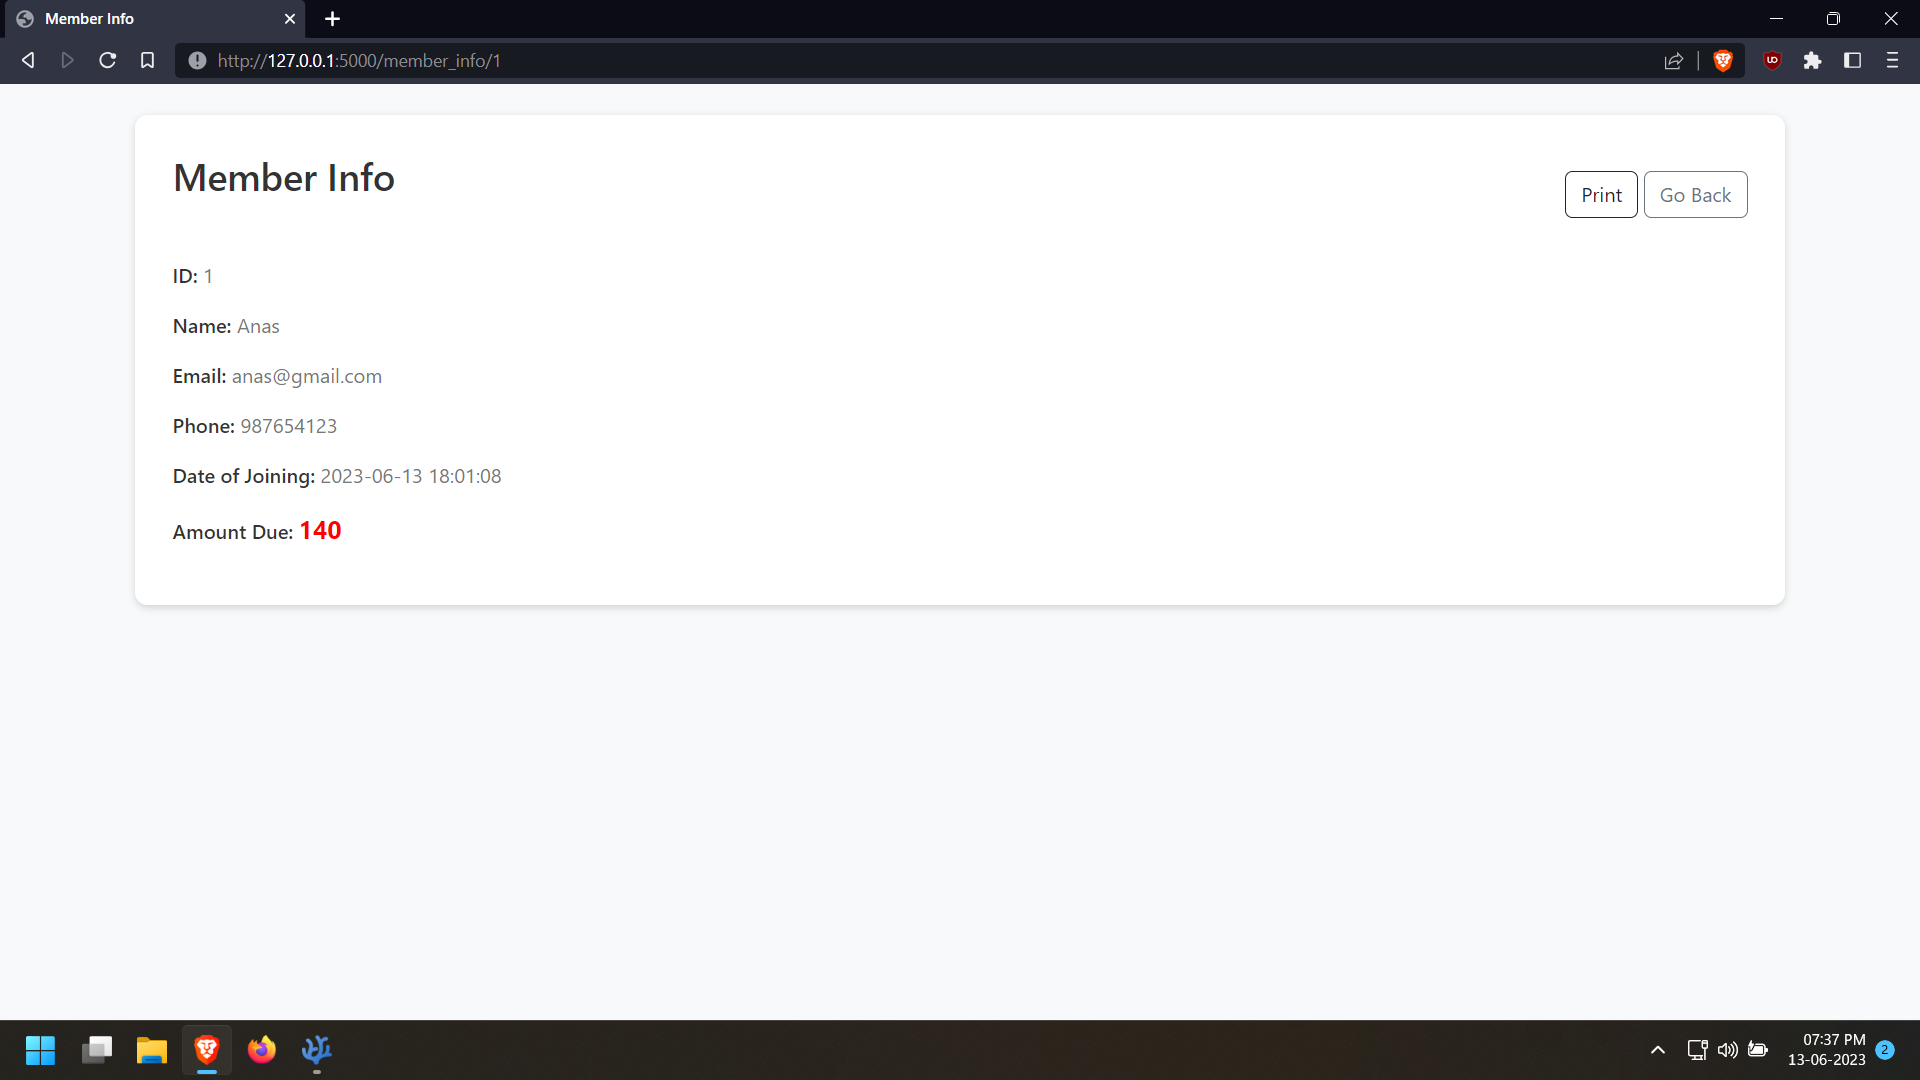 Member Info
http://127.0.0.1:5000/member_info/1
Member Info
Print Go Back
ID: 1
Name: Anas
Email: anas@gmail.com
Phone: 987654123
Date of Joining: 2023-06-13 18:01:08
Amount Due: 140
07:37 PM
13-06-2023
2